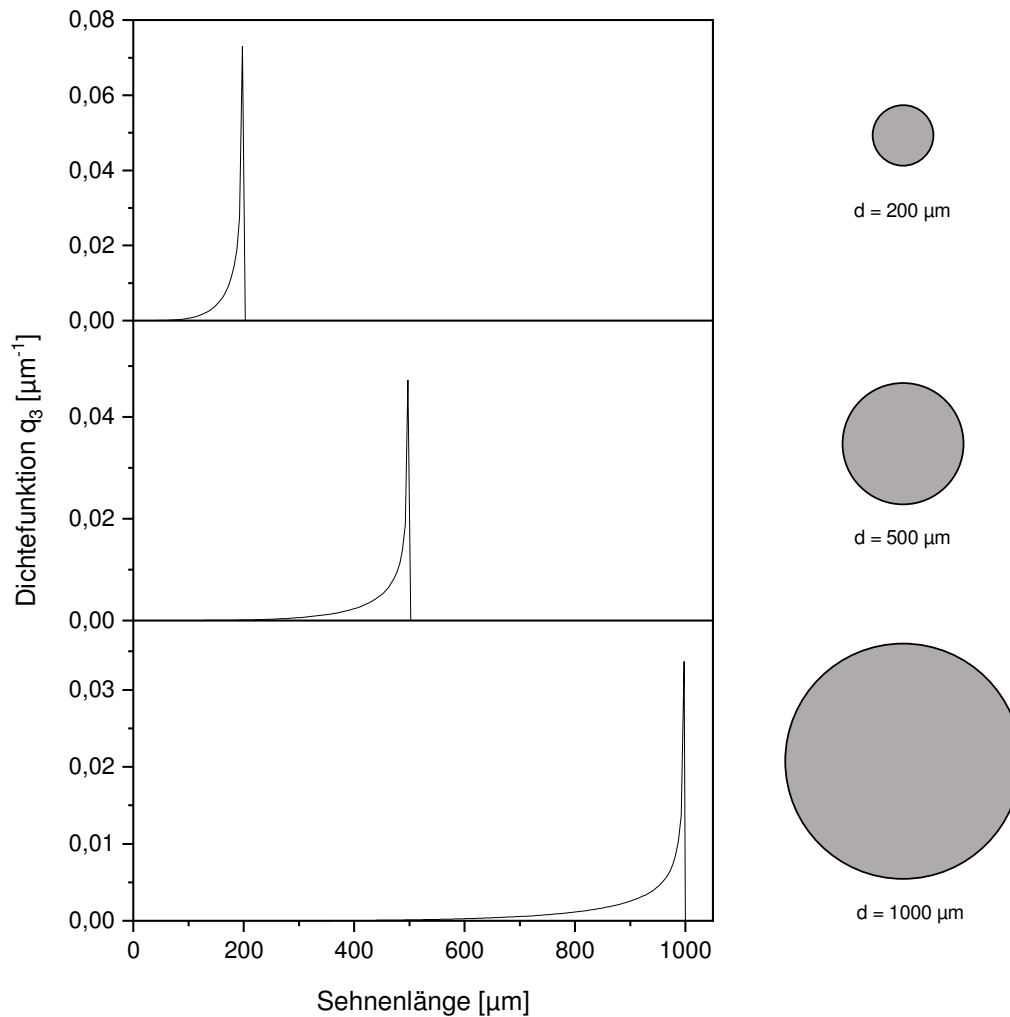 0,08
0,06
0,04
0,02
0,00
d = 200 µm
0,04
0,02
0,00
d = 500 µm
0,03
0,02
0,01
0,00
d = 1000 µm
0 200 400 600 800 1000
Dichtefunktion q3 [µm-1]
Sehnenlänge [µm]